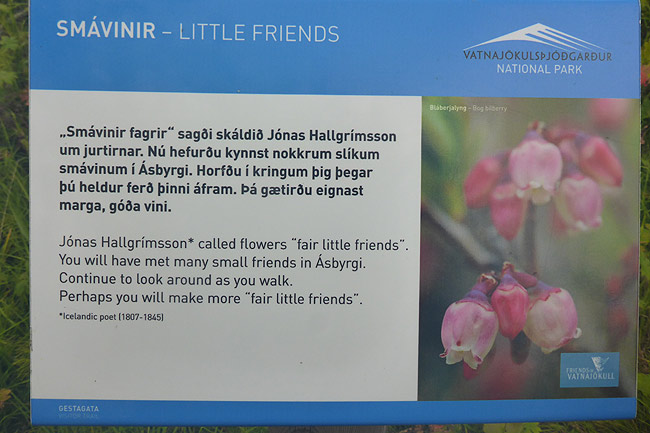 SMÁVINIR – LITTLE FRIENDS
VATNAJÖKULSÞJÓÐGARÐUR
NATIONAL PARK
Bláberjalyng – Bog bilberry
„Smávinir fagrir“ sagði skáldið Jónas Hallgrímsson
um jurtirnar. Nú hefurðu kynnst nokkrum slíkum
smávinum í Ásbyrgi. Horfðu í kringum þig þegar
þú heldur ferð þinni áfram. Þá gætirðu eignast
marga, góða vini.
Jónas Hallgrímsson* called flowers “fair little friends”.
You will have met many small friends in Ásbyrgi.
Continue to look around as you walk.
Perhaps you will make more “fair little friends”.
*Icelandic poet (1807-1845)
FRIENDS of
VATNAJÖKULL
GESTAGATA